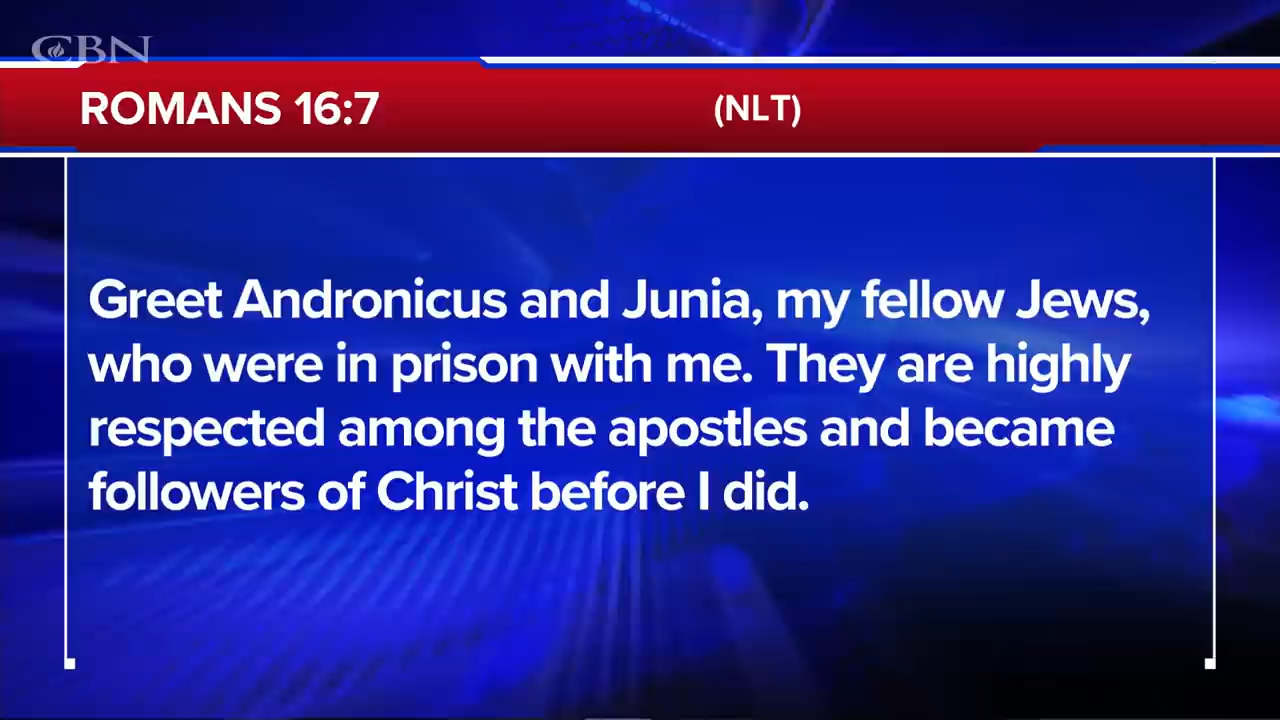 CBN
ROMANS 16:7 (NLT)
Greet Andronicus and Junia, my fellow Jews,
who were in prison with me. They are highly
respected among the apostles and became
followers of Christ before I did.